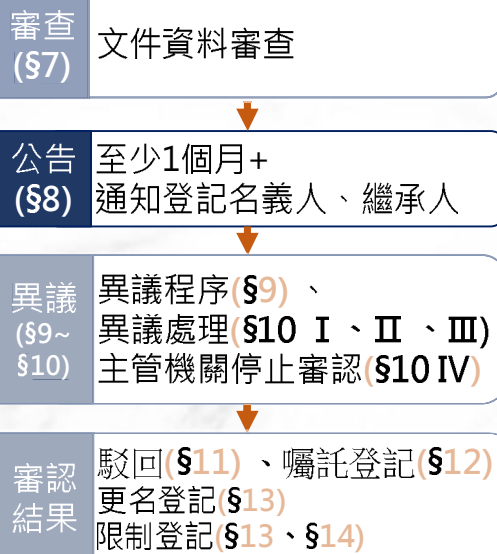 審查
(§7)
文件資料審查
公告
(§8)
至少1個月+
通知登記名義人、繼承人
異議
(§9~
§10)
異議程序(§9) 、
異議處理(§10 Ⅰ、Ⅱ 、Ⅲ)
主管機關停止審認(§10 IV)
審認
結果
駁回(§11) 、囑託登記(§12)
更名登記(§13)
限制登記(§13、§14)